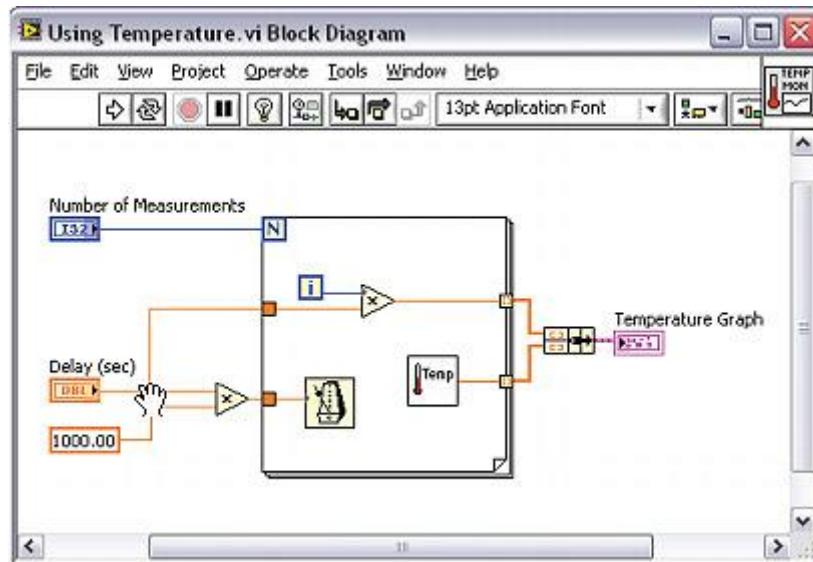 Using Temperature.vi Block Diagram
File Edit View Project Operate Tools Window Help
TEMP
MON
13pt Application Font
Number of Measurements
I32
N
i
×
Temperature Graph
Temp
Delay (sec)
DBL
×
1000.00